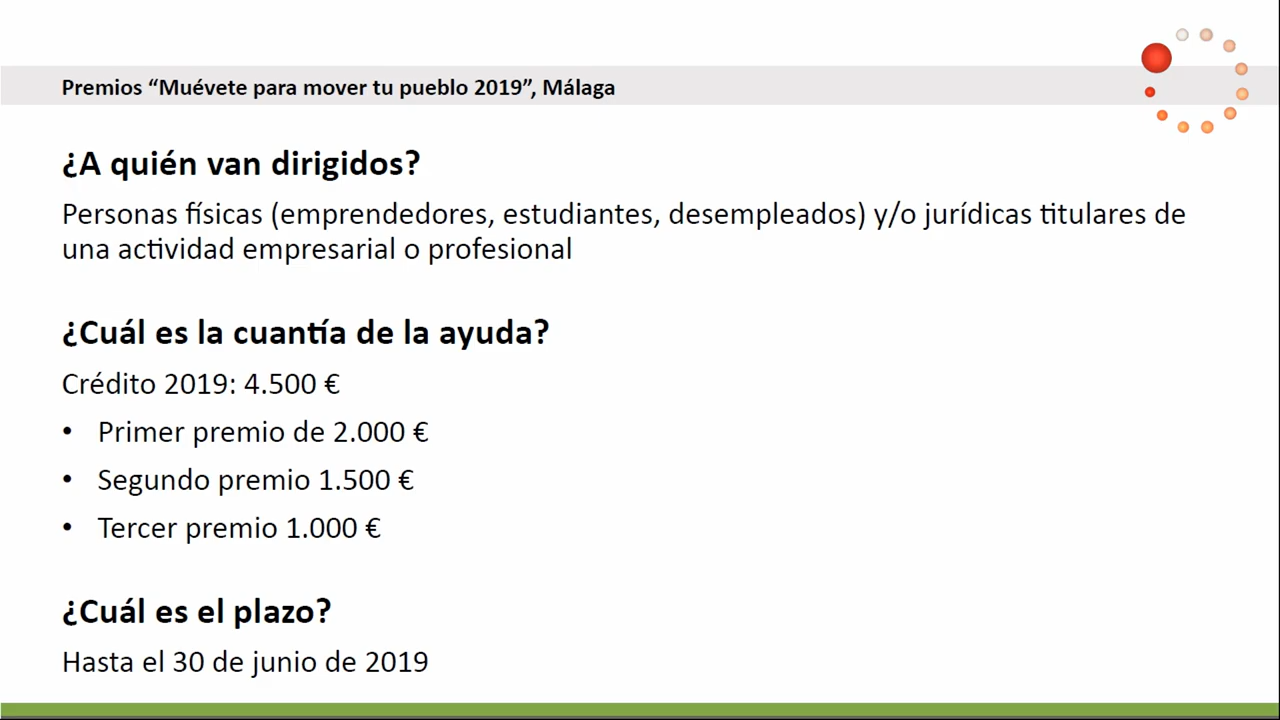 Premios “Muévete para mover tu pueblo 2019”, Málaga
¿A quién van dirigidos?
Personas físicas (emprendedores, estudiantes, desempleados) y/o jurídicas titulares de
una actividad empresarial o profesional
¿Cuál es la cuantía de la ayuda?
Crédito 2019: 4.500 €
• Primer premio de 2.000 €
• Segundo premio 1.500 €
• Tercer premio 1.000 €
¿Cuál es el plazo?
Hasta el 30 de junio de 2019